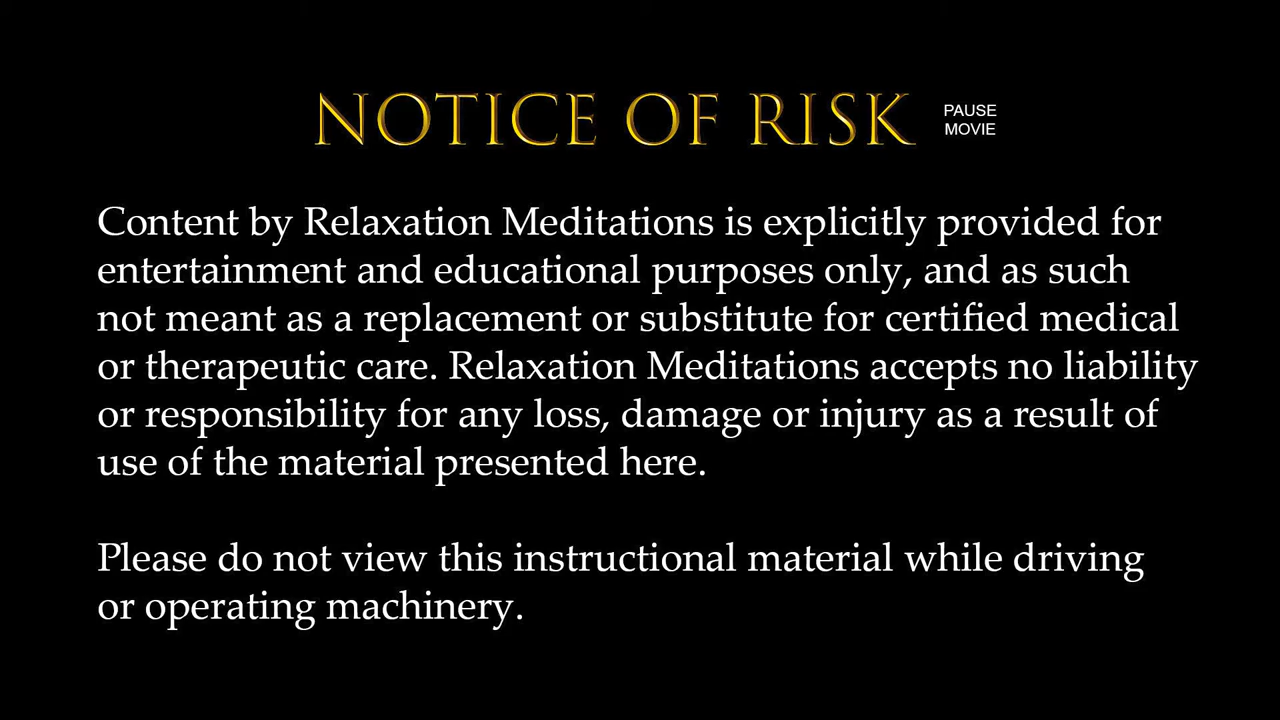 NOTICE OF RISK
PAUSE
MOVIE
Content by Relaxation Meditations is explicitly provided for
entertainment and educational purposes only, and as such
not meant as a replacement or substitute for certified medical
or therapeutic care. Relaxation Meditations accepts no liability
or responsibility for any loss, damage or injury as a result of
use of the material presented here.
Please do not view this instructional material while driving
or operating machinery.